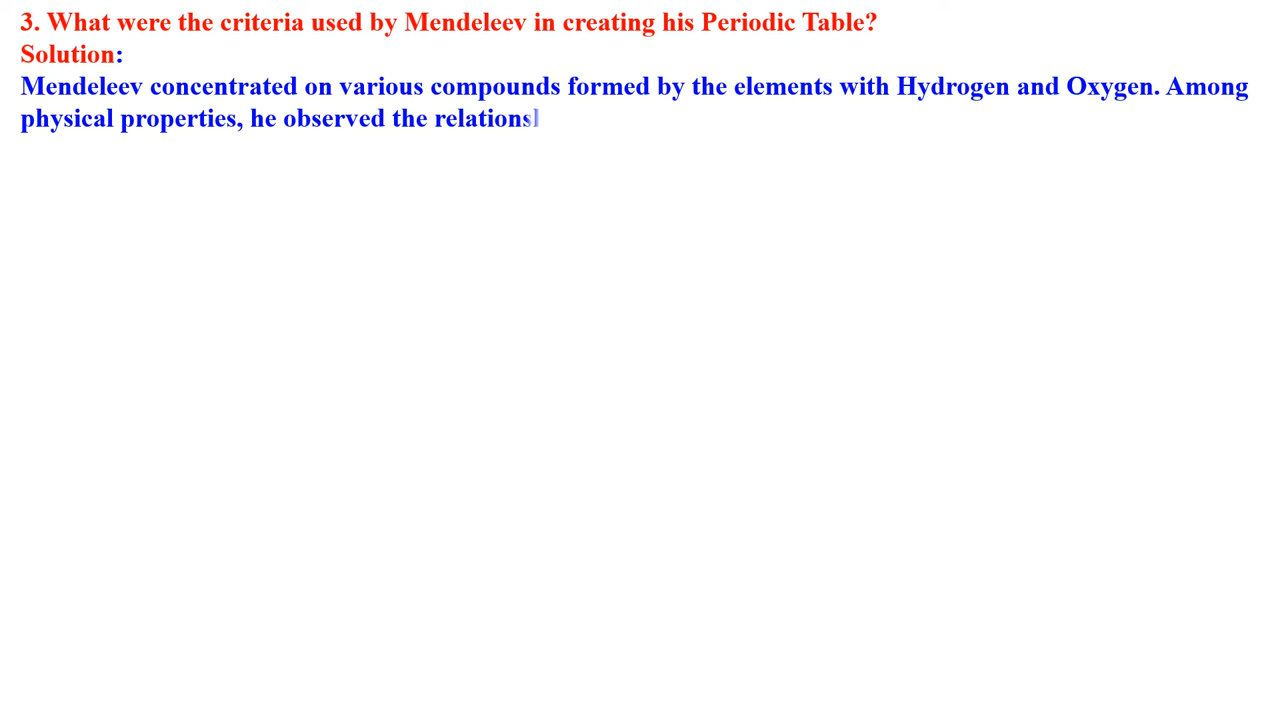 3. What were the criteria used by Mendeleev in creating his Periodic Table?
Solution:
Mendeleev concentrated on various compounds formed by the elements with Hydrogen and Oxygen. Among
physical properties, he observed the